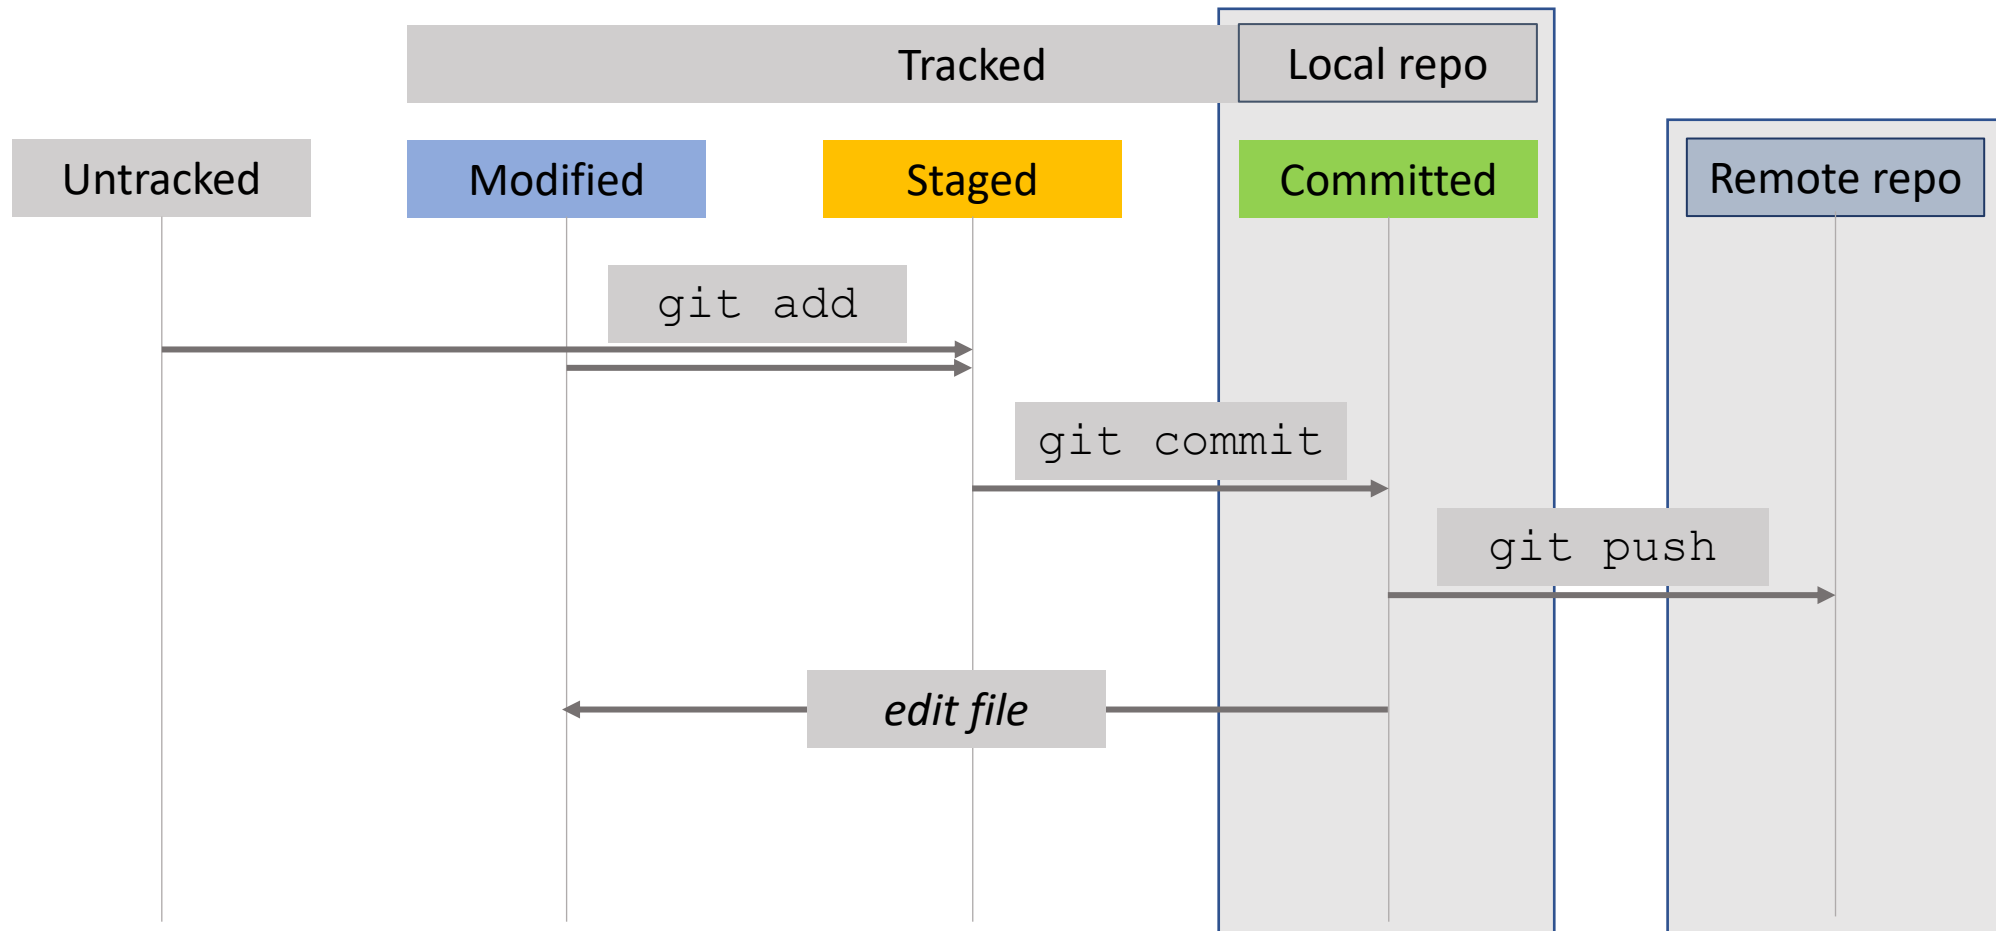 Tracked
Local repo
Untracked
Modified
Staged
Committed
Remote repo
git add
git commit
git push
edit file